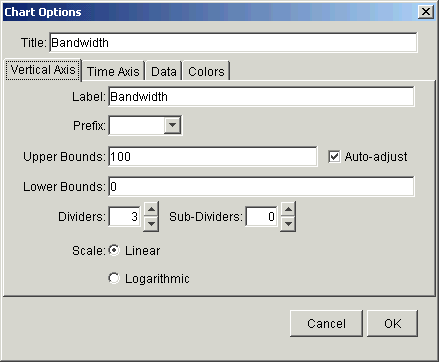 Chart Options
Title: Bandwidth
Vertical Axis Time Axis Data Colors
Label: Bandwidth
Prefix:
Upper Bounds: 100 Auto-adjust
Lower Bounds: 0
Dividers: 3 Sub-Dividers: 0
Scale: Linear
Logarithmic
Cancel OK